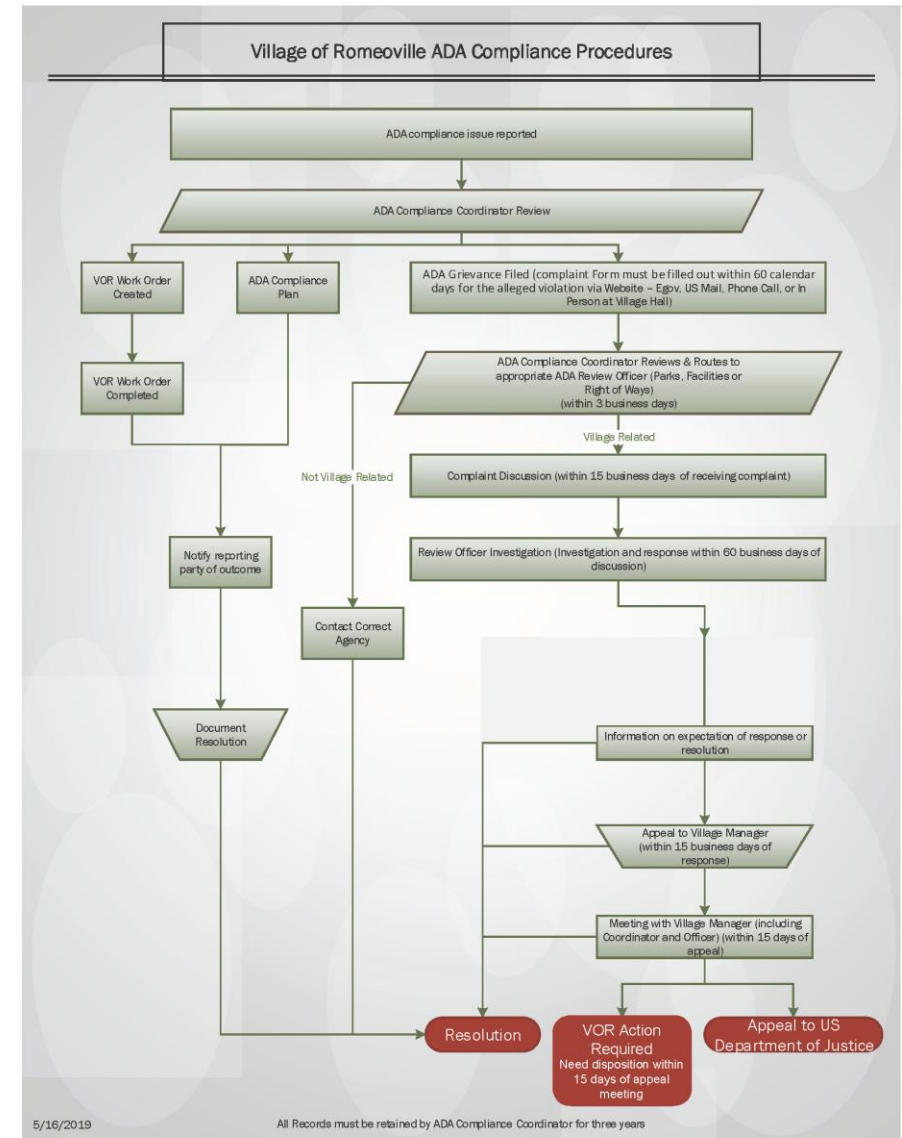 Village of Romeoville ADA Compliance Procedures
ADA compliance issue reported
ADA Compliance Coordinator Review
VOR Work Order
Created
ADA Compliance
Plan
ADA Grievance Filed (complaint Form must be filled out within 60 calendar
days for the alleged violation via Website – Egov, US Mail, Phone Call, or In
Person at Village Hall)
VOR Work Order
Completed
ADA Compliance Coordinator Reviews & Routes to
appropriate ADA Review Officer (Parks, Facilities or
Right of Ways)
(within 3 business days)
Village Related
Not Village Related
Complaint Discussion (within 15 business days of receiving complaint)
Notify reporting
party of outcome
Review Officer Investigation (Investigation and response within 60 business days of
discussion)
Contact Correct
Agency
Document
Resolution
Information on expectation of response or
resolution
Appeal to Village Manager
(within 15 business days of
response)
Meeting with Village Manager (including
Coordinator and Officer) (within 15 days of
appeal)
Resolution
VOR Action
Required
Need disposition within
15 days of appeal
meeting
Appeal to US
Department of Justice
5/16/2019
All Records must be retained by ADA Compliance Coordinator for three years